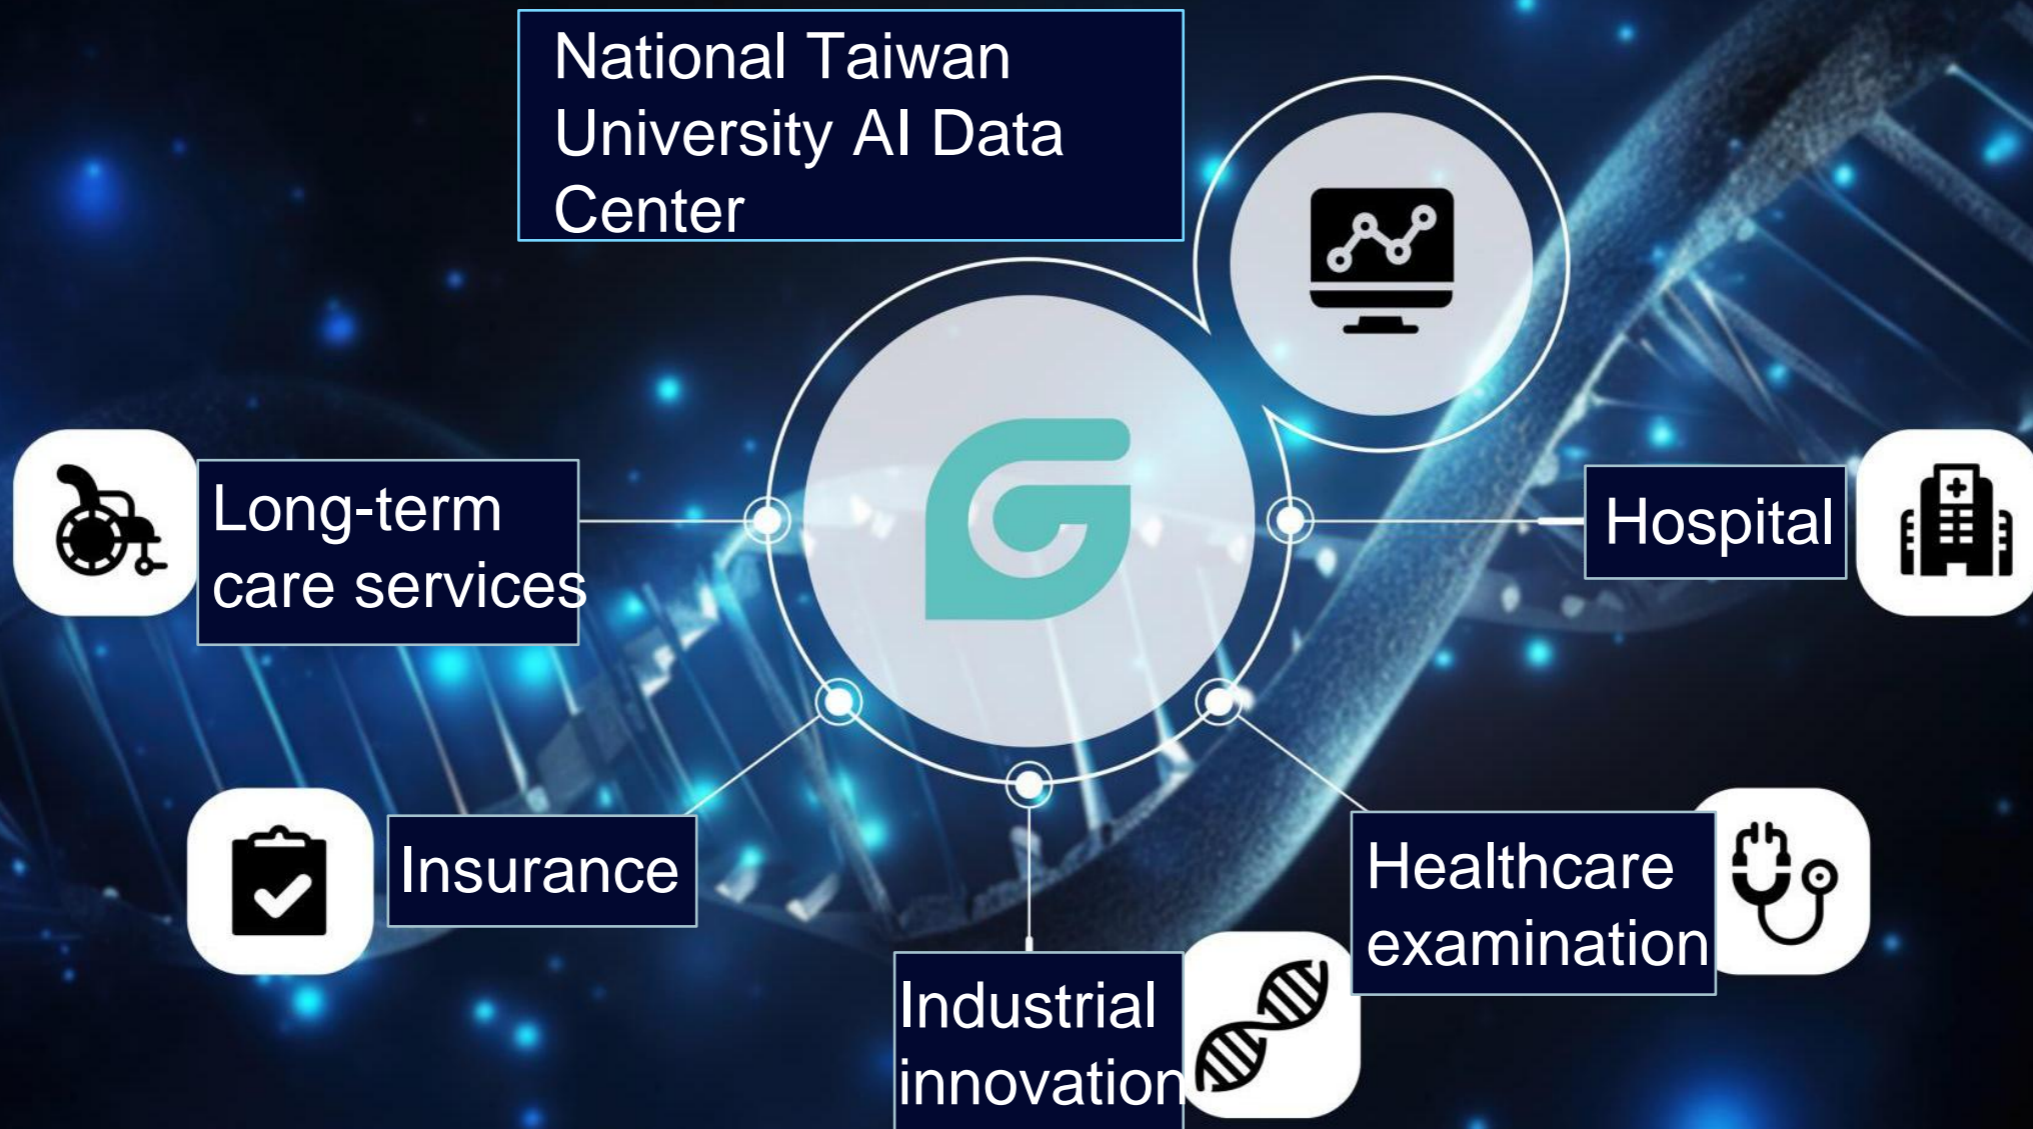 National Taiwan
University AI Data
Center
Long-term
care services
Hospital
Insurance
Healthcare
examination
Industrial
innovation